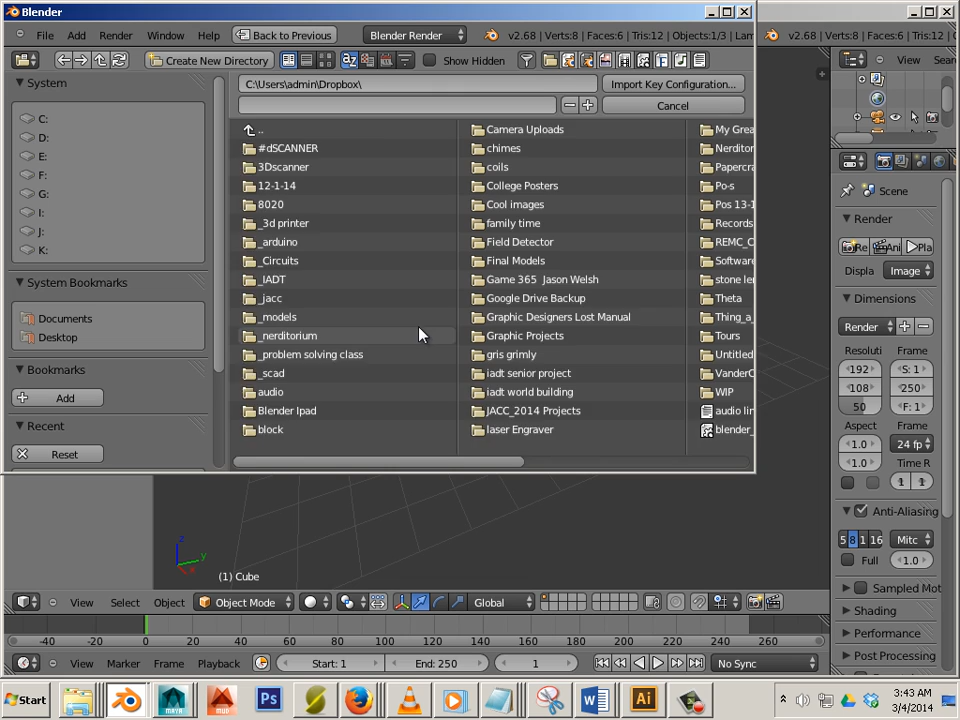 Blender
File Add Render Window Help Back to Previous Blender Render v2.68 | Verts:8 | Faces:6 | Tris:12 | Objects:1/3 | Lam
v2.68 | Verts:8 | Faces:6 | Tris:12 |
Create New Directory Show Hidden
View Sear
System
C:
D:
E:
F:
G:
I:
J:
K:
System Bookmarks
Documents
Desktop
Bookmarks
Add
Recent
Reset
C:\Users\admin\Dropbox\ Import Key Configuration...
Cancel
..
#dSCANNER
3Dscanner
12-1-14
8020
_3d printer
_arduino
_Circuits
_IADT
_jacc
_models
_nerditorium
_problem solving class
_scad
audio
Blender Ipad
block
Camera Uploads
chimes
coils
College Posters
Cool images
family time
Field Detector
Final Models
Game 365 Jason Welsh
Google Drive Backup
Graphic Designers Lost Manual
Graphic Projects
gris grimly
iadt senior project
iadt world building
JACC_2014 Projects
laser Engraver
My Grea
Nerditor
Papercra
Po-s
Pos 13-1
Records
REMC_C
Software
stone le
Theta
Thing_a_
Tours
Untitled
VanderC
WIP
audio lin
blender_
Scene
Render
Re Ani Pla
Displa Image
Dimensions
Render
Resoluti Frame
192 S: 1
108 250
50 F: 1
Aspect Frame
1.0 24 fp
1.0 Time R
1 1
Anti-Aliasing
5 8 1 16 Mitc
Full 1.0
Sampled Mot
Shading
Performance
Post Processing
z y x
(1) Cube
View Select Object Object Mode Global
-40 -20 0 20 40 60 80 100 120 140 160 180 200 220 240 260
View Marker Frame Playback Start: 1 End: 250 1 No Sync
Start MUD Ps W Ai 3:43 AM
3/4/2014